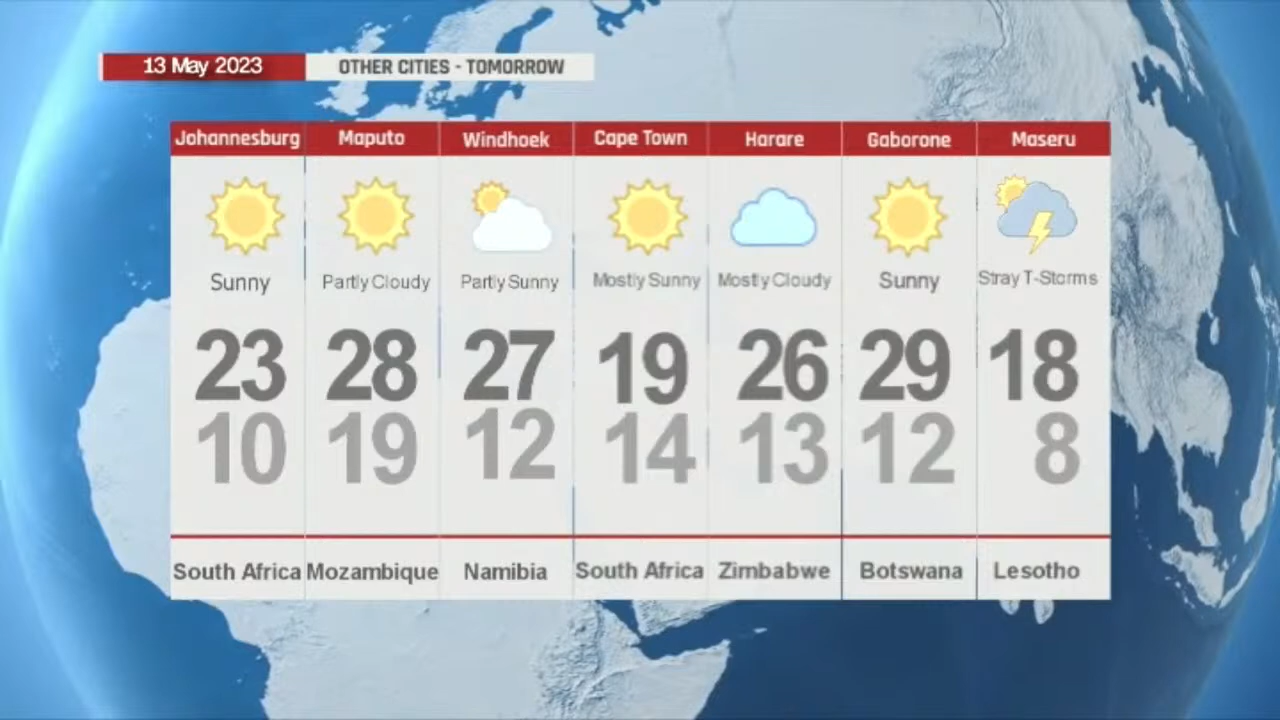 13 May 2023 OTHER CITIES - TOMORROW
Johannesburg Maputo Windhoek Cape Town Harare Gaborone Maseru
Sunny Partly Cloudy Partly Sunny Mostly Sunny Mostly Cloudy Sunny Stray T-Storms
23 28 27 19 26 29 18
10 19 12 14 13 12 8
South Africa Mozambique Namibia South Africa Zimbabwe Botswana Lesotho